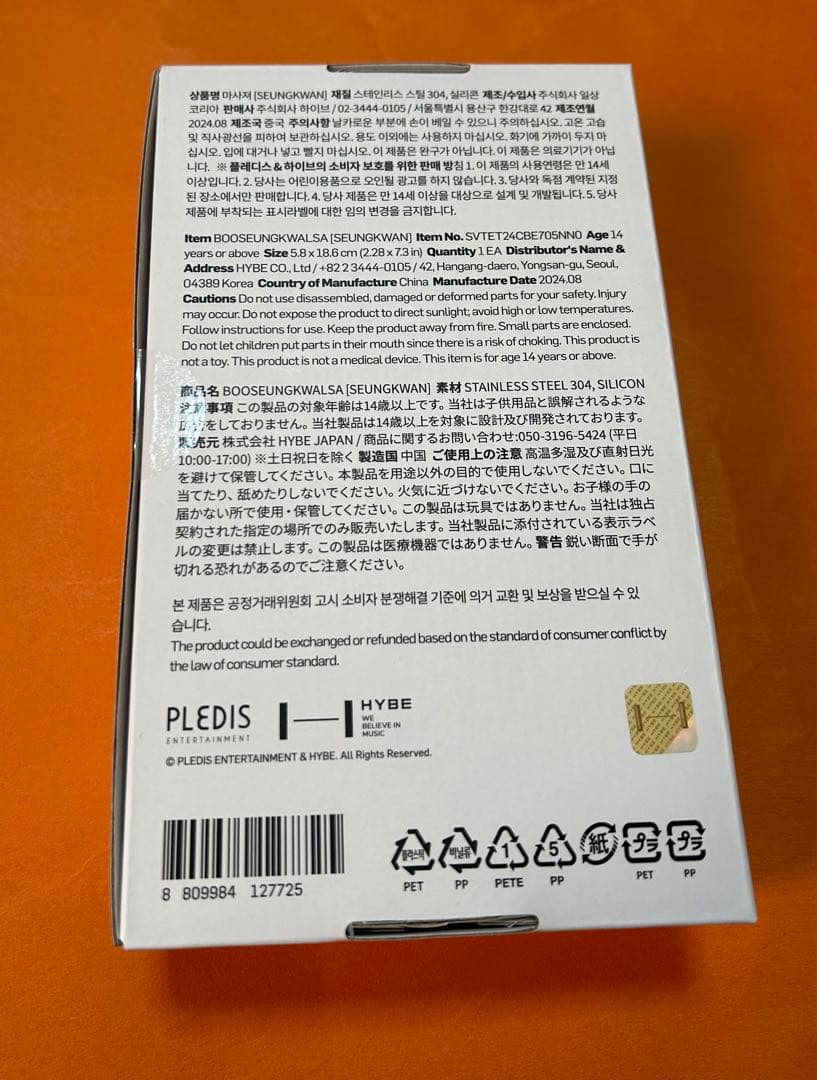 상품명 마사져 [SEUNGKWAN] 재질 스테인리스 스틸 304, 실리콘 제조/수입사 주식회사 일상
코리아 판매사 주식회사 하이브 / 02-3444-0105 / 서울특별시 용산구 한강대로 42 제조연월
2024.08 제조국 중국 주의사항 날카로운 부분에 손이 베일 수 있으니 주의하십시오. 고온 고습
및 직사광선을 피하여 보관하십시오. 용도 이외에는 사용하지 마십시오. 화기에 가까이 두지 마
십시오. 입에 대거나 넣고 빨지 마십시오. 이 제품은 완구가 아닙니다. 이 제품은 의료기기가 아닙
니다. ※ 플레디스 & 하이브의 소비자 보호를 위한 판매 방침 1. 이 제품의 사용연령은 만 14세
이상입니다. 2. 당사는 어린이용품으로 오인될 광고를 하지 않습니다. 3. 당사와 독점 계약된 지정
된 장소에서만 판매합니다. 4. 당사 제품은 만 14세 이상을 대상으로 설계 및 개발됩니다. 5. 당사
제품에 부착되는 표시라벨에 대한 임의 변경을 금지합니다.
Item BOOSEUNGKWALSA [SEUNGKWAN] Item No. SVTET24CBE705NN0 Age 14
years or above Size 5.8 x 18.6 cm (2.28 x 7.3 in) Quantity 1 EA Distributor's Name &
Address HYBE CO., Ltd / +82 2 3444-0105 / 42, Hangang-daero, Yongsan-gu, Seoul,
04389 Korea Country of Manufacture China Manufacture Date 2024.08
Cautions Do not use disassembled, damaged or deformed parts for your safety. Injury
may occur. Do not expose the product to direct sunlight; avoid high or low temperatures.
Follow instructions for use. Keep the product away from fire. Small parts are enclosed.
Do not let children put parts in their mouth since there is a risk of choking. This product is
not a toy. This product is not a medical device. This item is for age 14 years or above.
商品名 BOOSEUNGKWALSA [SEUNGKWAN] 素材 STAINLESS STEEL 304, SILICON
注意事項 この製品の対象年齢は14歳以上です。当社は子供用品と誤解されるような
広告をしておりません。当社製品は14歳以上を対象に設計及び開発されております。
販売元 株式会社 HYBE JAPAN / 商品に関するお問い合わせ:050-3196-5424 (平日
10:00-17:00) ※土日祝日を除く 製造国 中国 ご使用上の注意 高温多湿及び直射日光
を避けて保管してください。本製品を用途以外の目的で使用しないでください。口に
当てたり、舐めたりしないでください。火気に近づけないでください。お子様の手の
届かない所で使用・保管してください。この製品は玩具ではありません。当社は独占
契約された指定の場所でのみ販売いたします。当社製品に添付されている表示ラベ
ルの変更は禁止します。この製品は医療機器ではありません。警告 鋭い断面で手が
切れる恐れがあるのでご注意ください。
본 제품은 공정거래위원회 고시 소비자 분쟁해결 기준에 의거 교환 및 보상을 받으실 수 있
습니다.
The product could be exchanged or refunded based on the standard of consumer conflict by
the law of consumer standard.
PLEDIS
ENTERTAINMENT
HYBE
WE
BELIEVE IN
MUSIC
© PLEDIS ENTERTAINMENT & HYBE. All Rights Reserved.
8 809984 127725
플라스틱 비닐류 1 5 紙 プラ プラ
PET PP PETE PP PET PP